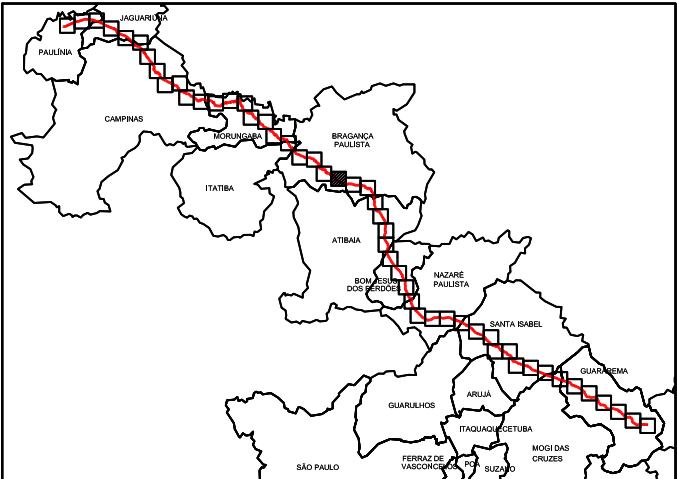 JAGUARIÚNA
PAULÍNIA
CAMPINAS
MORUNGABA
BRAGANÇA
PAULISTA
ITATIBA
ATIBAIA
BOM JESUS
DOS PERDÕES
NAZARÉ
PAULISTA
SANTA ISABEL
GUARAREMA
ARUJÁ
GUARULHOS
ITAQUAQUECETUBA
MOGI DAS
CRUZES
FERRAZ DE
VASCONCELOS
POÁ
SUZANO
SÃO PAULO